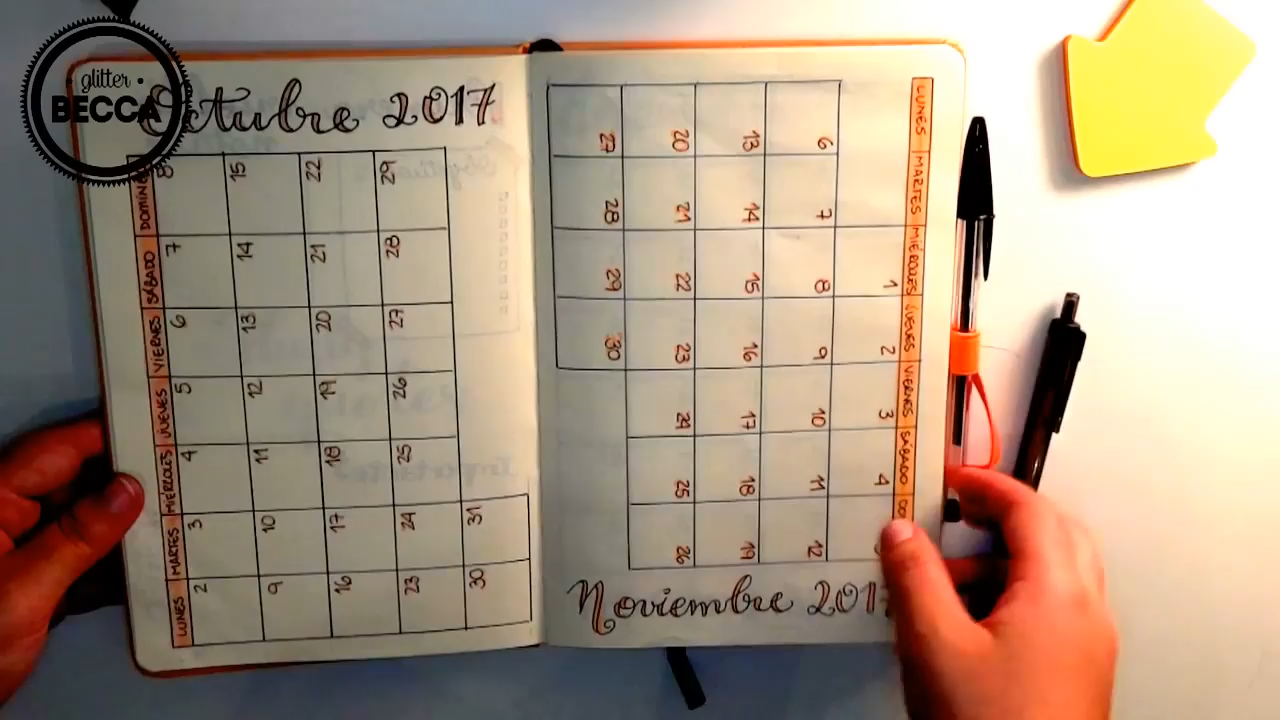 glitter
BECCA
Octubre 2017
LUNES MARTES MIÉRCOLES JUEVES VIERNES SÁBADO
2 3 4 5 6 7 8
9 10 11 12 13 14 15
16 17 18 19 20 21 22
23 24 25 26 27 28 29
30 31
LUNES MARTES MIÉRCOLES JUEVES VIERNES SÁBADO
1 2 3 4
6 7 8 9 10 11 12
13 14 15 16 17 18 19
20 21 22 23 24 25 26
27 28 29 30
Noviembre 2017